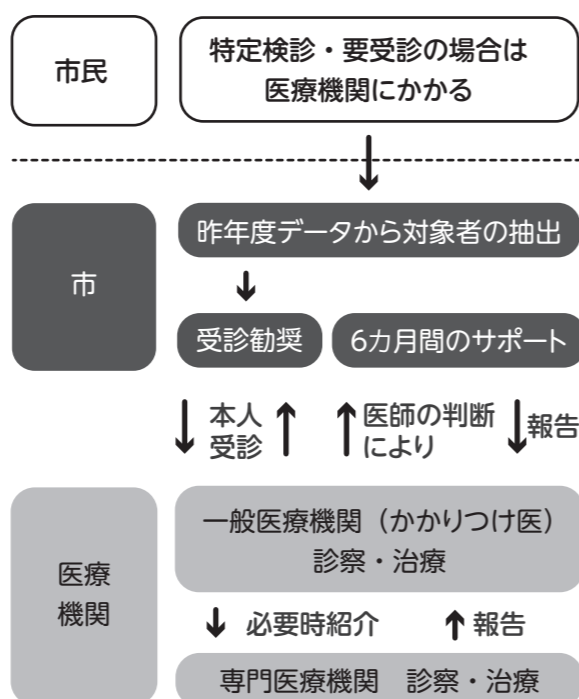 市民
特定検診・要受診の場合は
医療機関にかかる
市
昨年度データから対象者の抽出
受診勧奨
6カ月間のサポート
本人
受診
医師の判断
により
報告
医療
機関
一般医療機関（かかりつけ医）
診察・治療
必要時紹介
報告
専門医療機関　診察・治療